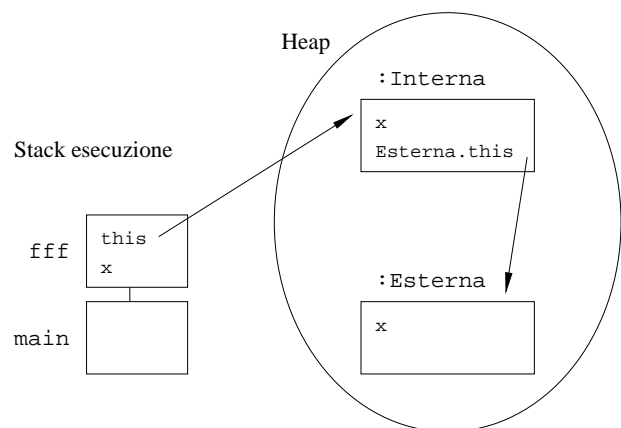 Heap
:Interna
x
Esterna.this
Stack esecuzione
fff
this
x
:Esterna
x
main